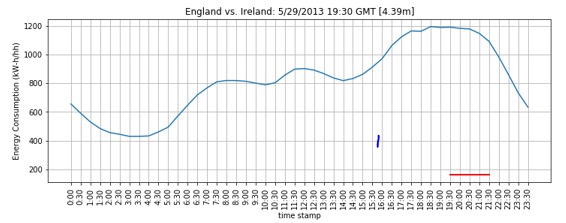 England vs. Ireland: 5/29/2013 19:30 GMT [4.39m]
1200
1000
800
600
400
200
Energy Consumption (kW-h/hh)
0:00 0:30 1:00 1:30 2:00 2:30 3:00 3:30 4:00 4:30 5:00 5:30 6:00 6:30 7:00 7:30 8:00 8:30 9:00 9:30 10:00 10:30 11:00 11:30 12:00 12:30 13:00 13:30 14:00 14:30 15:00 15:30 16:00 16:30 17:00 17:30 18:00 18:30 19:00 19:30 20:00 20:30 21:00 21:30 22:00 22:30 23:00 23:30
time stamp